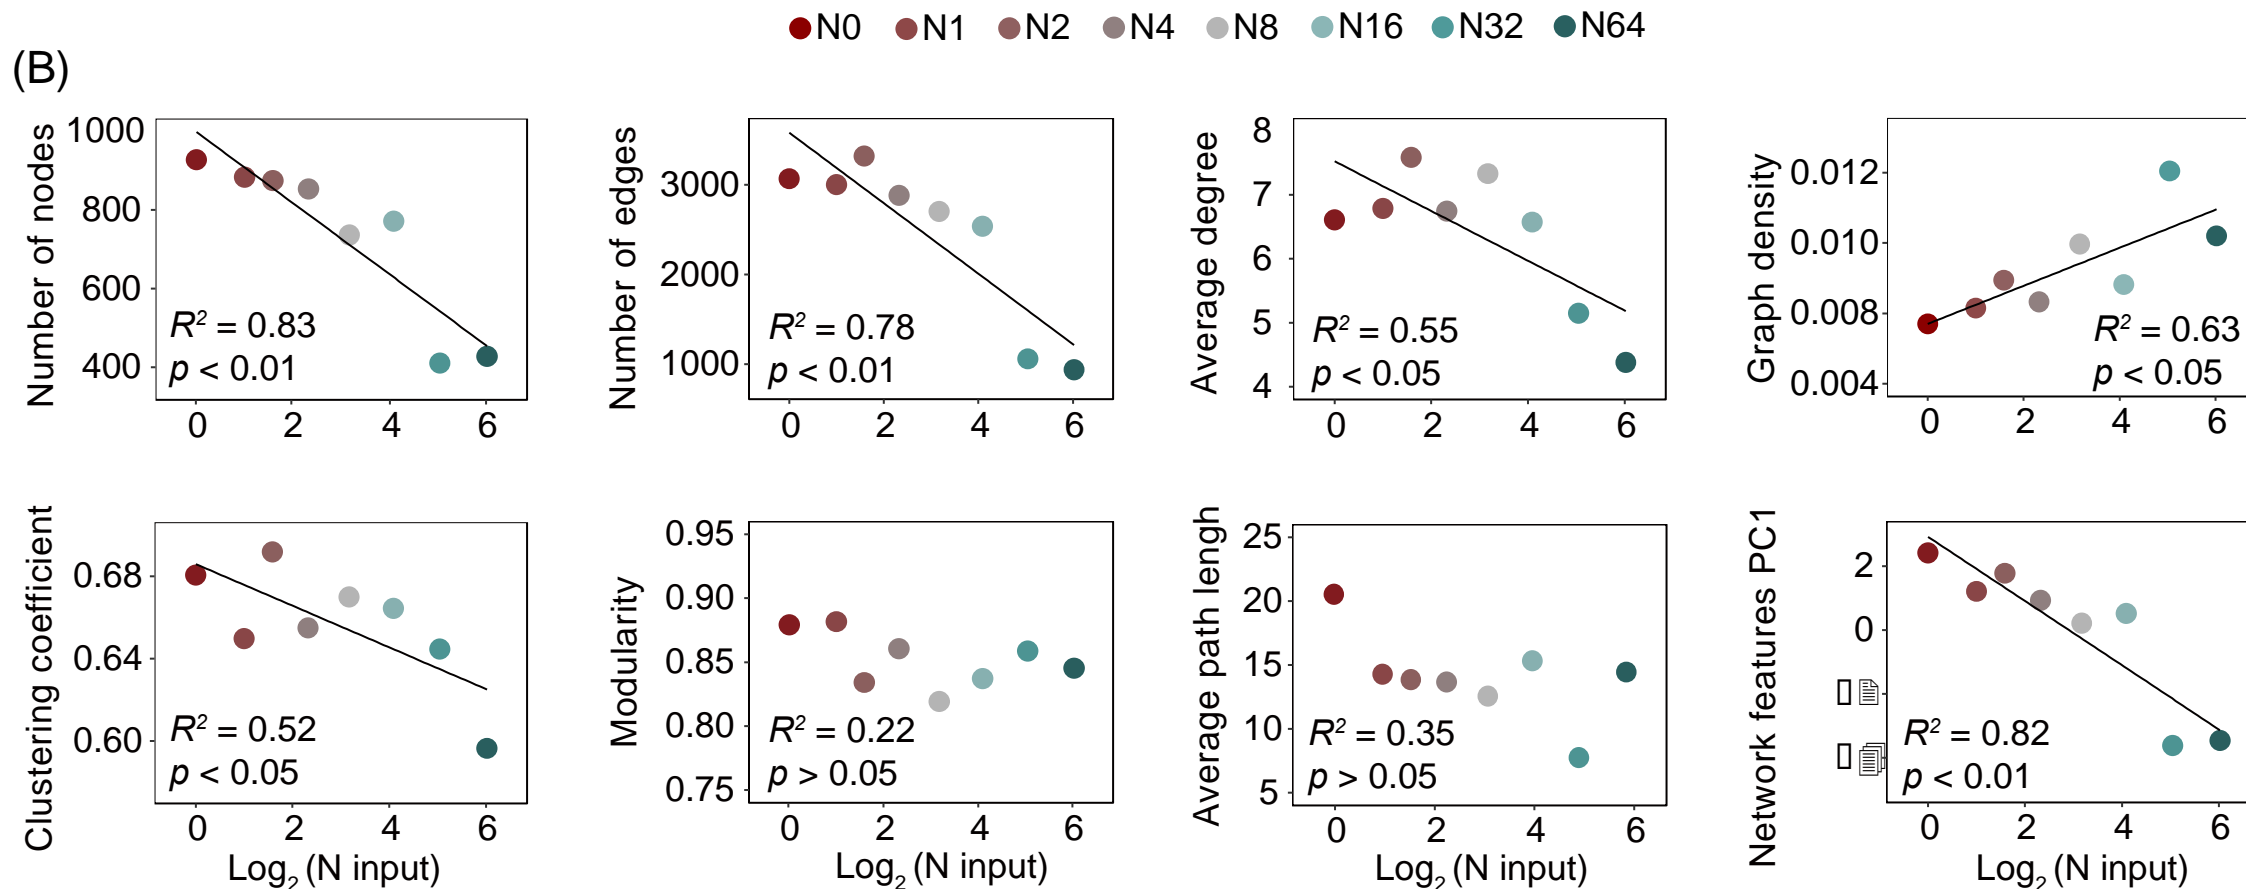 N0 N1 N2 N4 N8 N16 N32 N64
(B)
Number of nodes
1000
800
600
400
R² = 0.83
p < 0.01
0 2 4 6
Number of edges
3000
2000
1000
R² = 0.78
p < 0.01
0 2 4 6
Average degree
8
7
6
5
4
R² = 0.55
p < 0.05
0 2 4 6
Graph density
0.012
0.010
0.008
0.004
R² = 0.63
p < 0.05
0 2 4 6
Clustering coefficient
0.68
0.64
0.60
R² = 0.52
p < 0.05
0 2 4 6
Log₂ (N input)
Modularity
0.95
0.90
0.85
0.80
0.75
R² = 0.22
p > 0.05
0 2 4 6
Log₂ (N input)
Average path lengh
25
20
15
10
5
R² = 0.35
p > 0.05
0 2 4 6
Log₂ (N input)
Network features PC1
2
0
R² = 0.82
p < 0.01
0 2 4 6
Log₂ (N input)